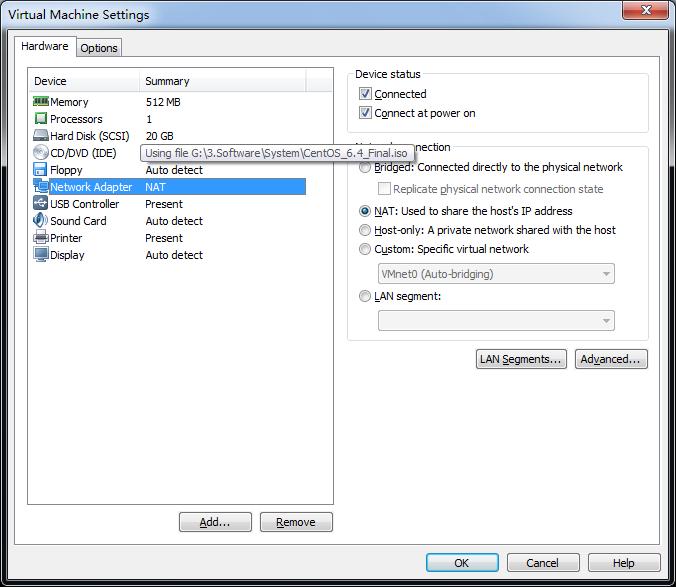 Virtual Machine Settings
Hardware
Options
Device Summary
Memory 512 MB
Processors 1
Hard Disk (SCSI) 20 GB
CD/DVD (IDE) Using file G:\3.Software\System\CentOS_6.4_Final.iso
Floppy Auto detect
Network Adapter NAT
USB Controller Present
Sound Card Auto detect
Printer Present
Display Auto detect
Add...
Remove
Device status
Connected
Connect at power on
Network connection
Bridged: Connected directly to the physical network
Replicate physical network connection state
NAT: Used to share the host's IP address
Host-only: A private network shared with the host
Custom: Specific virtual network
VMnet0 (Auto-bridging)
LAN segment:
LAN Segments...
Advanced...
OK
Cancel
Help